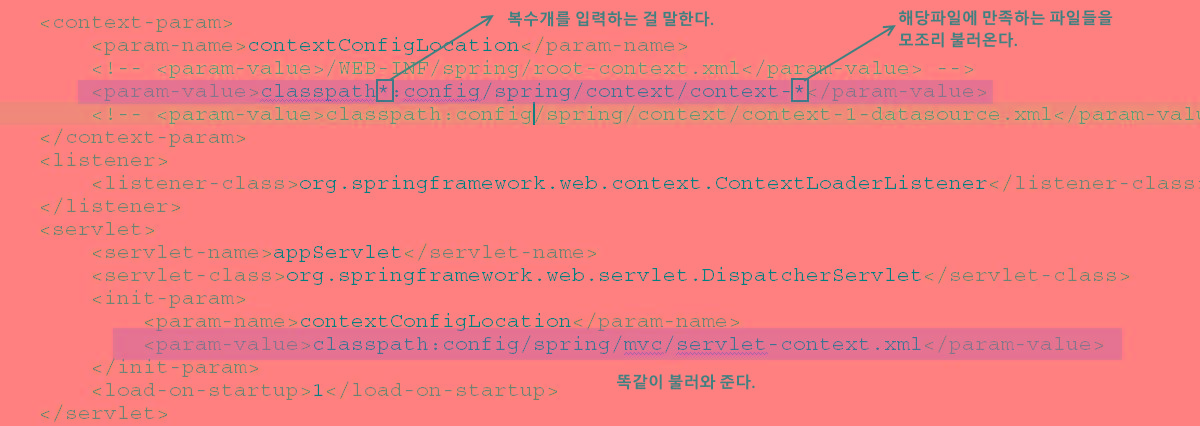 <context-param>
복수개를 입력하는 걸 말한다.
해당파일에 만족하는 파일들을
모조리 불러온다.
<param-name>contextConfigLocation</param-name>
<!-- <param-value>/WEB-INF/spring/root-context.xml</param-value> -->
<param-value>classpath*:config/spring/context/context-*</param-value>
<!-- <param-value>classpath:config/spring/context/context-1-datasource.xml</param-valu
</context-param>
<listener>
<listener-class>org.springframework.web.context.ContextLoaderListener</listener-class
</listener>
<servlet>
<servlet-name>appServlet</servlet-name>
<servlet-class>org.springframework.web.servlet.DispatcherServlet</servlet-class>
<init-param>
<param-name>contextConfigLocation</param-name>
<param-value>classpath:config/spring/mvc/servlet-context.xml</param-value>
</init-param>
똑같이 불러와 준다.
<load-on-startup>1</load-on-startup>
</servlet>